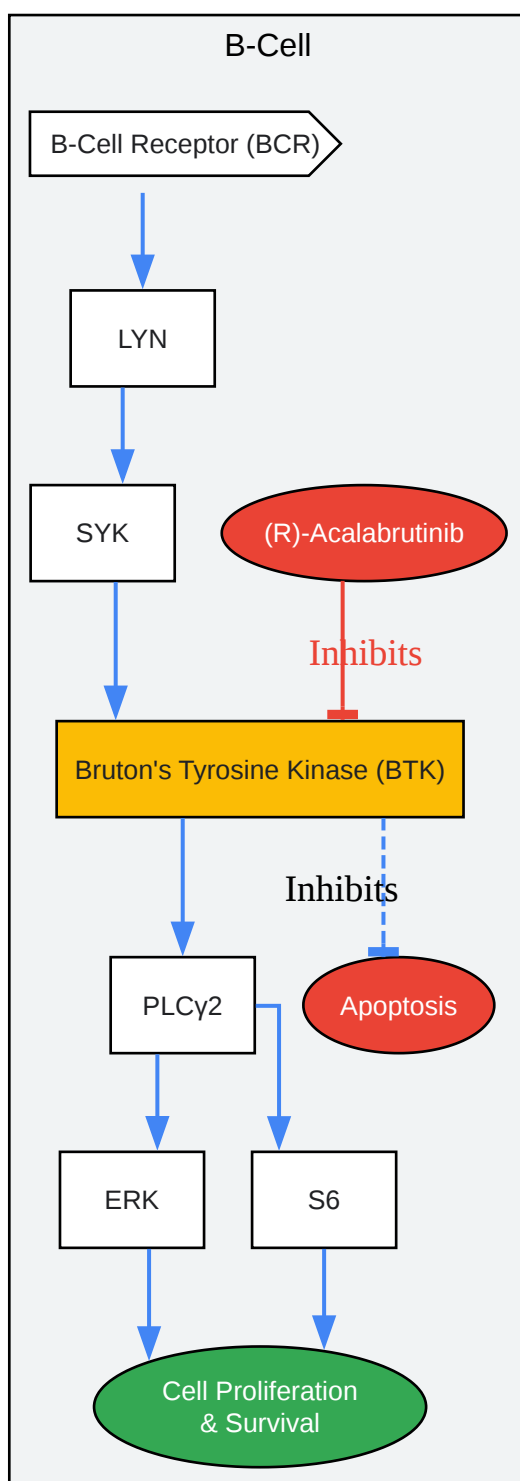 B-Cell
B-Cell Receptor (BCR)
LYN
SYK
(R)-Acalabrutinib
Inhibits
Bruton's Tyrosine Kinase (BTK)
Inhibits
PLCγ2
Apoptosis
ERK
S6
Cell Proliferation
& Survival